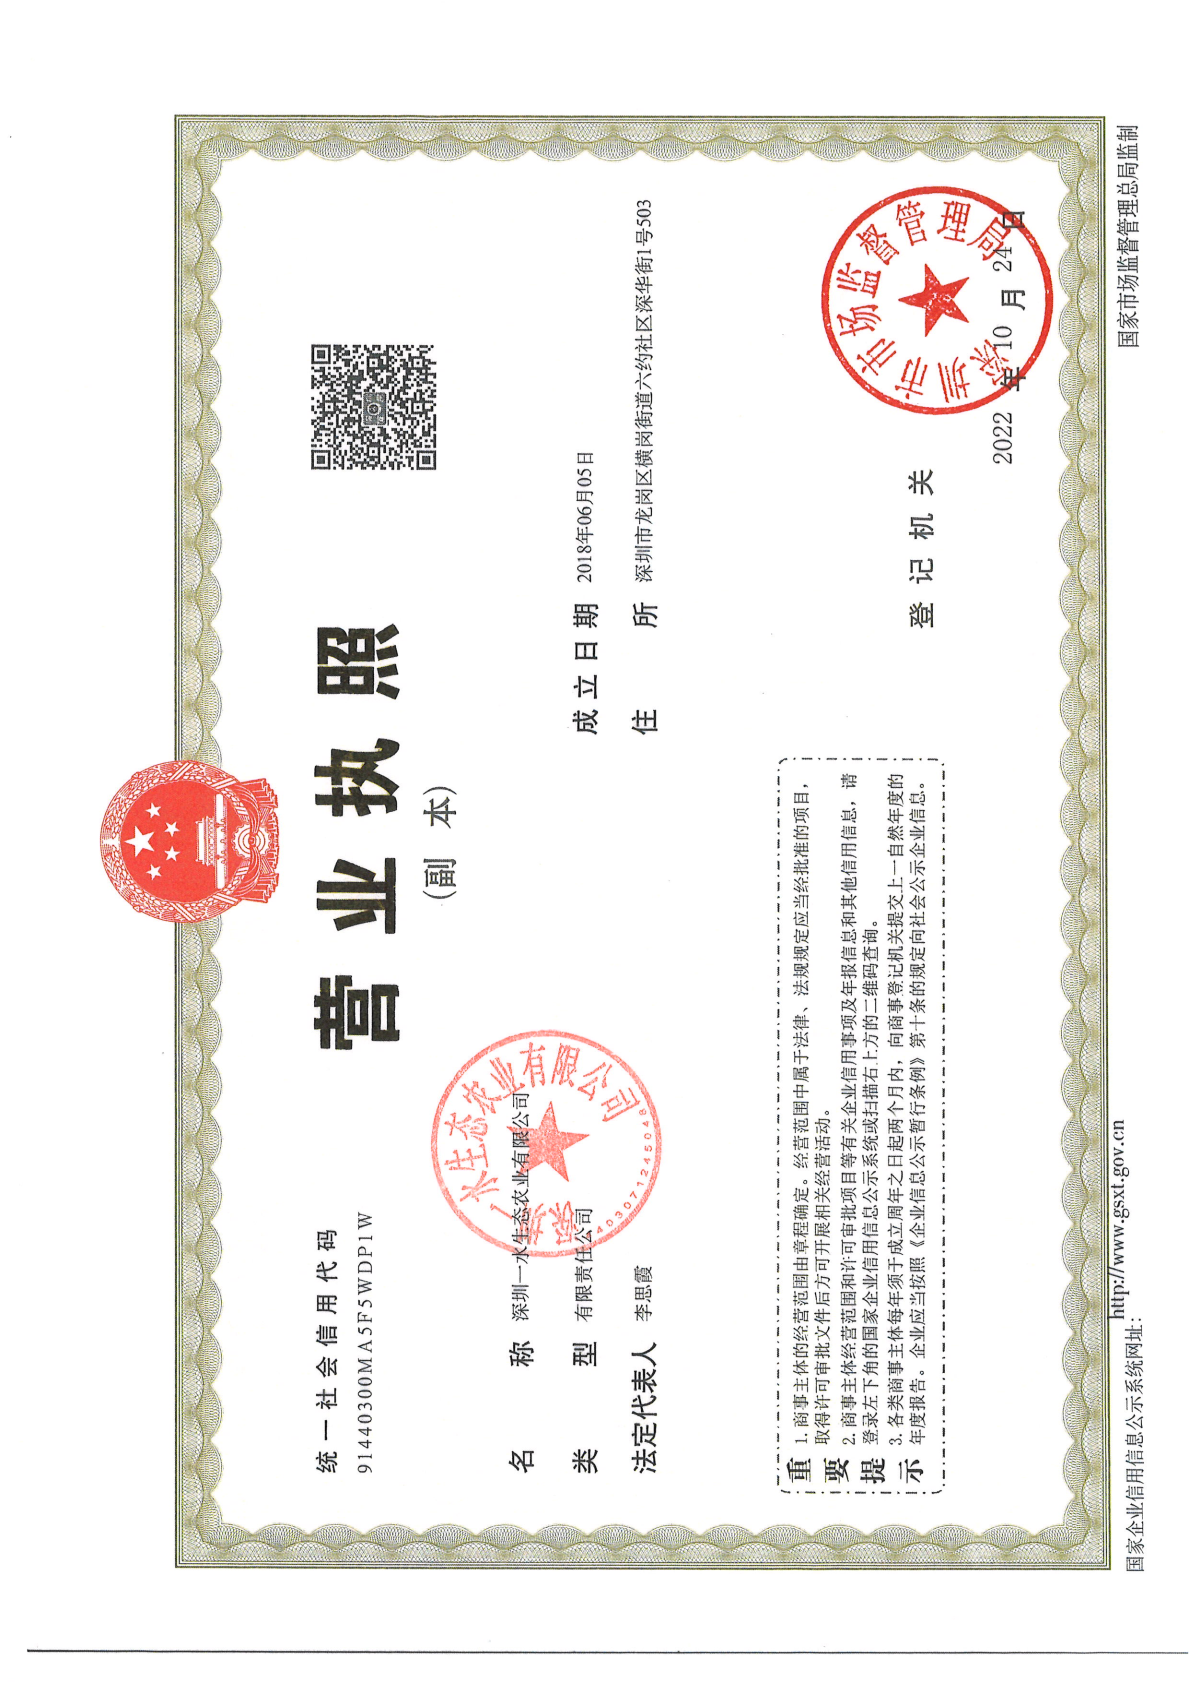 营业执照
(副 本)
统一社会信用代码
91440300MA5F5WDP1W
名 称 深圳一水生态农业有限公司
类 型 有限责任公司
法定代表人 李思霞
成立日期 2018年06月05日
住 所 深圳市龙岗区横岗街道六约社区深华街1号503
深圳一水生态农业有限公司
403071245048
重要提示
1.商事主体的经营范围由章程确定。经营范围中属于法律、法规规定应当经批准的项目,
取得许可审批文件后方可开展相关经营活动。
2.商事主体经营范围和许可审批项目等有关企业信用事项及年报信息和其他信用信息,请
登录左下角的国家企业信用信息公示系统或扫描右上方的二维码查询。
3.各类商事主体每年须于成立周年之日起两个月内,向商事登记机关提交上一自然年度的
年度报告。企业应当按照《企业信息公示暂行条例》第十条的规定向社会公示企业信息。
登记机关
深圳市市场监督管理局
2022 年 10 月 24 日
国家企业信用信息公示系统网址:http://www.gsxt.gov.cn
国家市场监督管理总局监制